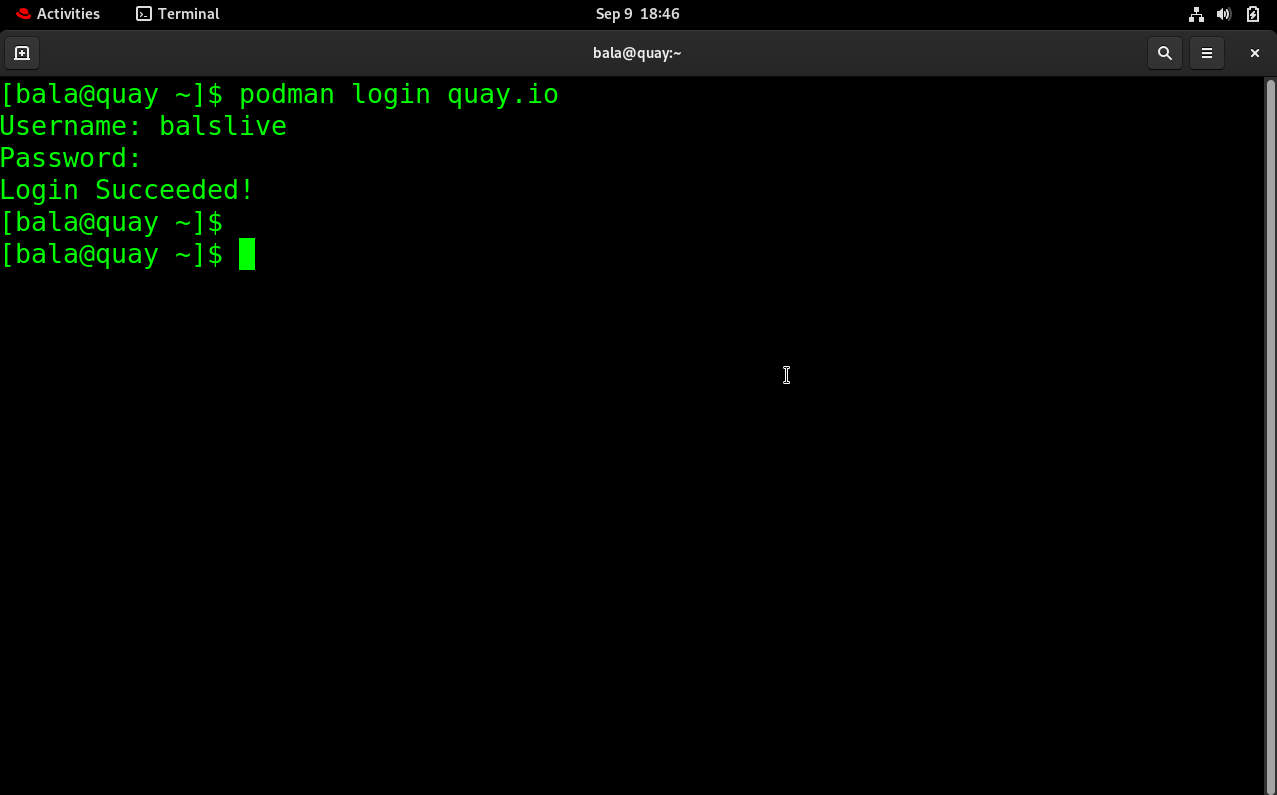 Activities Terminal Sep 9 18:46
bala@quay:~
[bala@quay ~]$ podman login quay.io
Username: balslive
Password:
Login Succeeded!
[bala@quay ~]$
[bala@quay ~]$